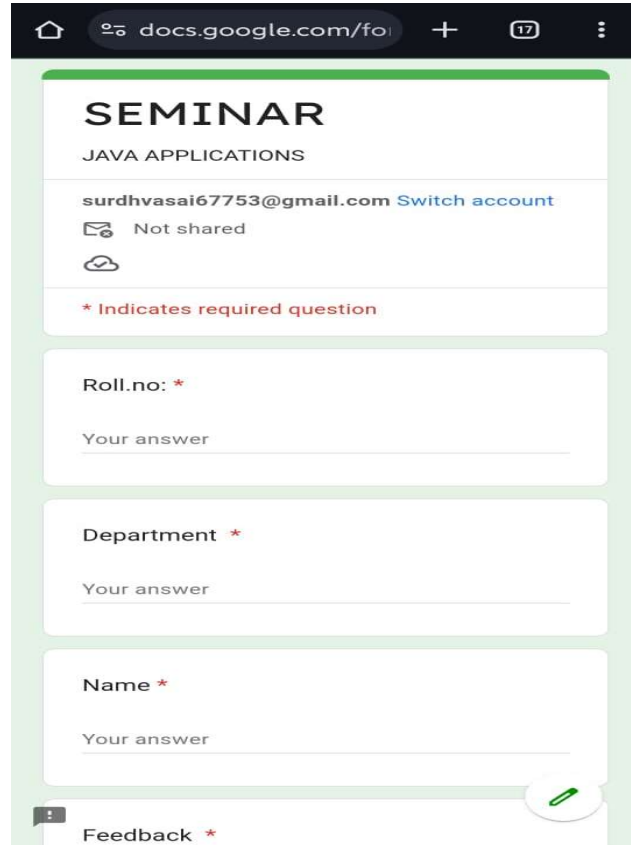 docs.google.com/for
17
SEMINAR
JAVA APPLICATIONS
surdhvasai67753@gmail.com Switch account
Not shared
* Indicates required question
Roll.no: *
Your answer
Department *
Your answer
Name *
Your answer
Feedback *